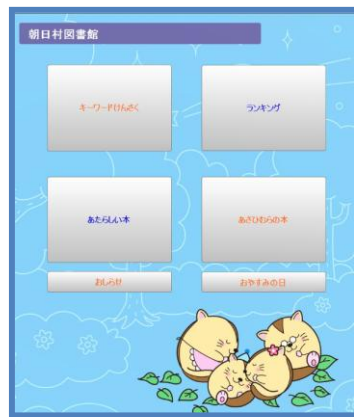 朝日村図書館
キーワードけんさく
ランキング
あたらしい本
あさひむらの本
おしらせ
おやすみの日